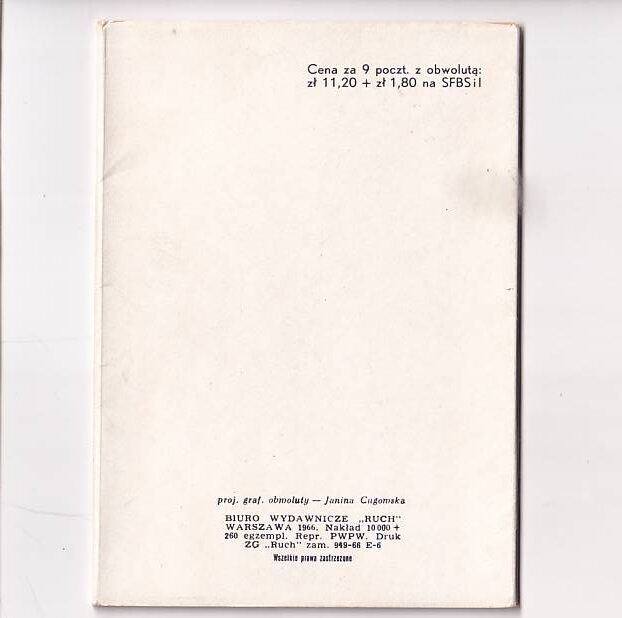 Cena za 9 poczt. z obwolutą:
zł 11,20 + zł 1,80 na SFBSiI
proj. graf. obwoluty — Janina Cugowska
BIURO WYDAWNICZE „RUCH"
WARSZAWA 1966. Nakład 10 000 +
260 egzempl. Repr. PWPW. Druk
ZG „Ruch" zam. 949-66 E-6
Wszelkie prawa zastrzeżone